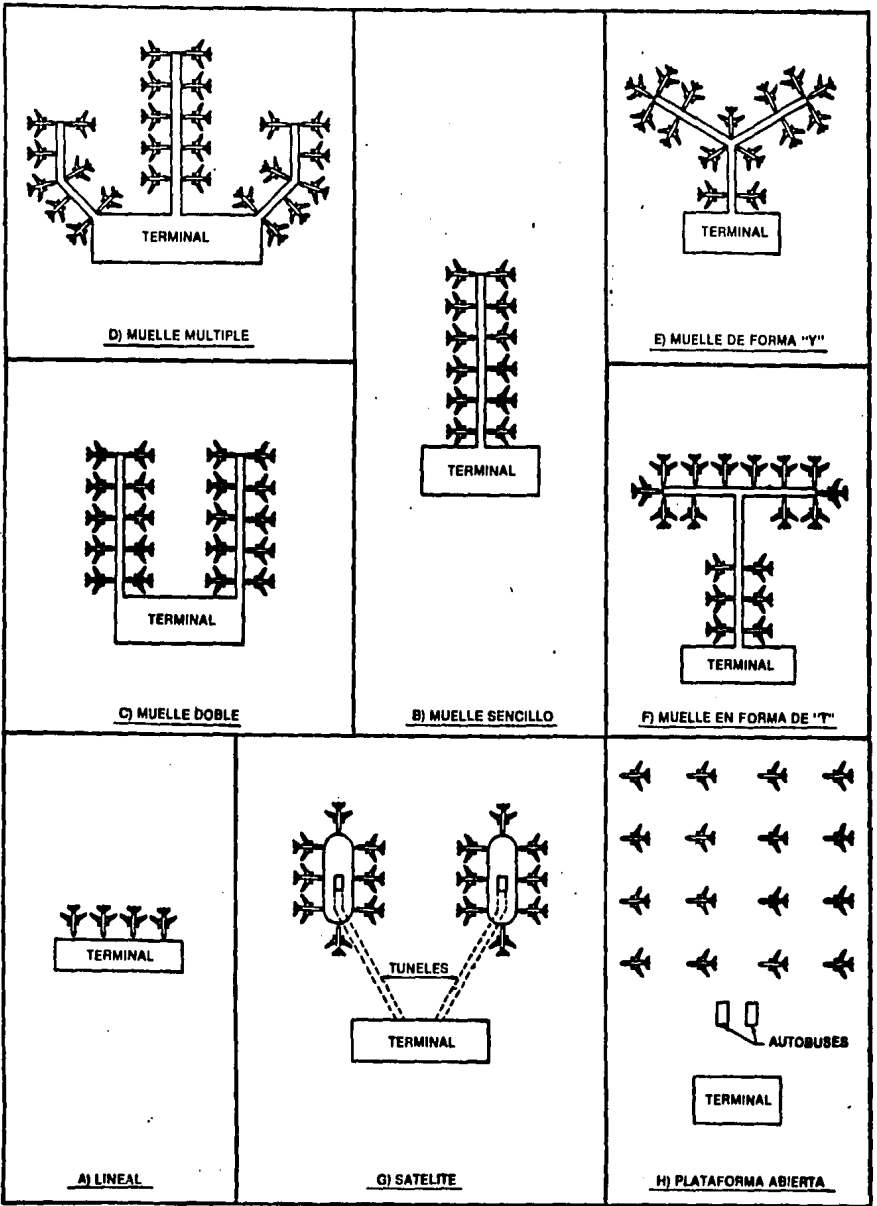 TERMINAL
D) MUELLE MULTIPLE
TERMINAL
B) MUELLE SENCILLO
TERMINAL
E) MUELLE DE FORMA "Y"
TERMINAL
C) MUELLE DOBLE
TERMINAL
F) MUELLE EN FORMA DE "T"
TERMINAL
A) LINEAL
TUNELES
TERMINAL
G) SATELITE
AUTOBUSES
TERMINAL
H) PLATAFORMA ABIERTA